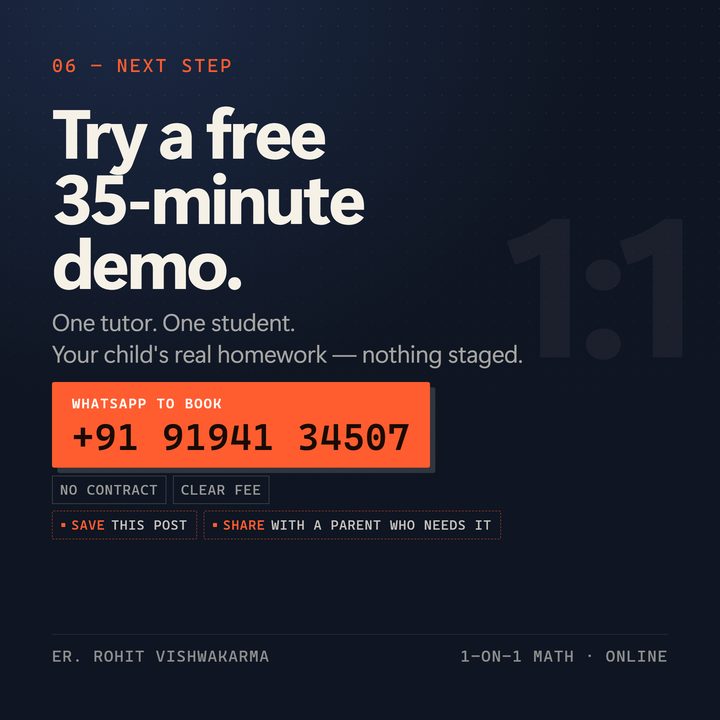 06 — NEXT STEP
Try a free
35-minute
demo.
1:1
One tutor. One student.
Your child's real homework — nothing staged.
WHATSAPP TO BOOK
+91 91941 34507
NO CONTRACT
CLEAR FEE
SAVE THIS POST
SHARE WITH A PARENT WHO NEEDS IT
ER. ROHIT VISHWAKARMA
1-ON-1 MATH · ONLINE